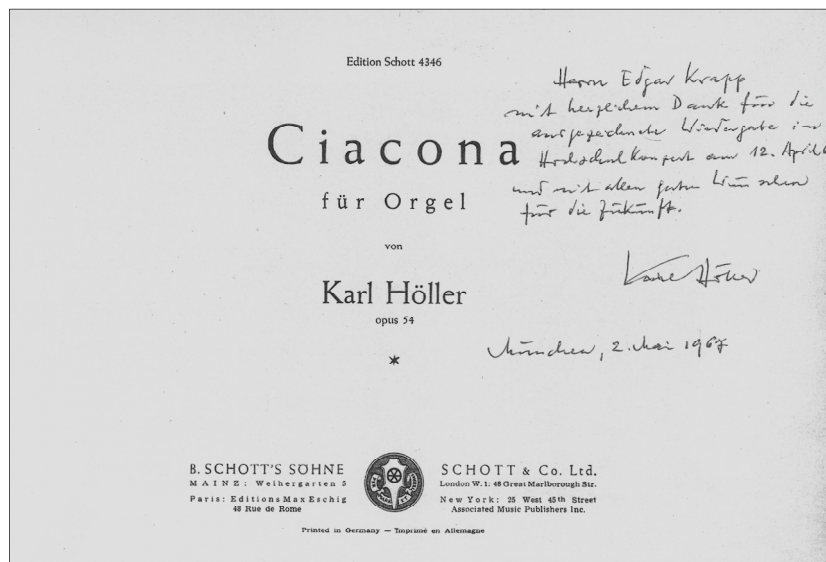 Edition Schott 4346
Herrn Edgar Krapp
mit herzlichem Dank für die
ausgezeichnete Wiedergabe im
Hochschulkonzert am 12. April 6
und mit allen guten Wünschen
für die Zukunft.
Ciacona
für Orgel
von
Karl Höller
opus 54
Karl Höller
München, 2. Mai 1967
B. SCHOTT'S SÖHNE
MAINZ: Weihergarten 5
Paris: Editions Max Eschig
48 Rue de Rome
SCHOTT & Co. Ltd.
London W. 1: 48 Great Marlborough Str.
New York: 25 West 45th Street
Associated Music Publishers Inc.
Printed in Germany — Imprimé en Allemagne